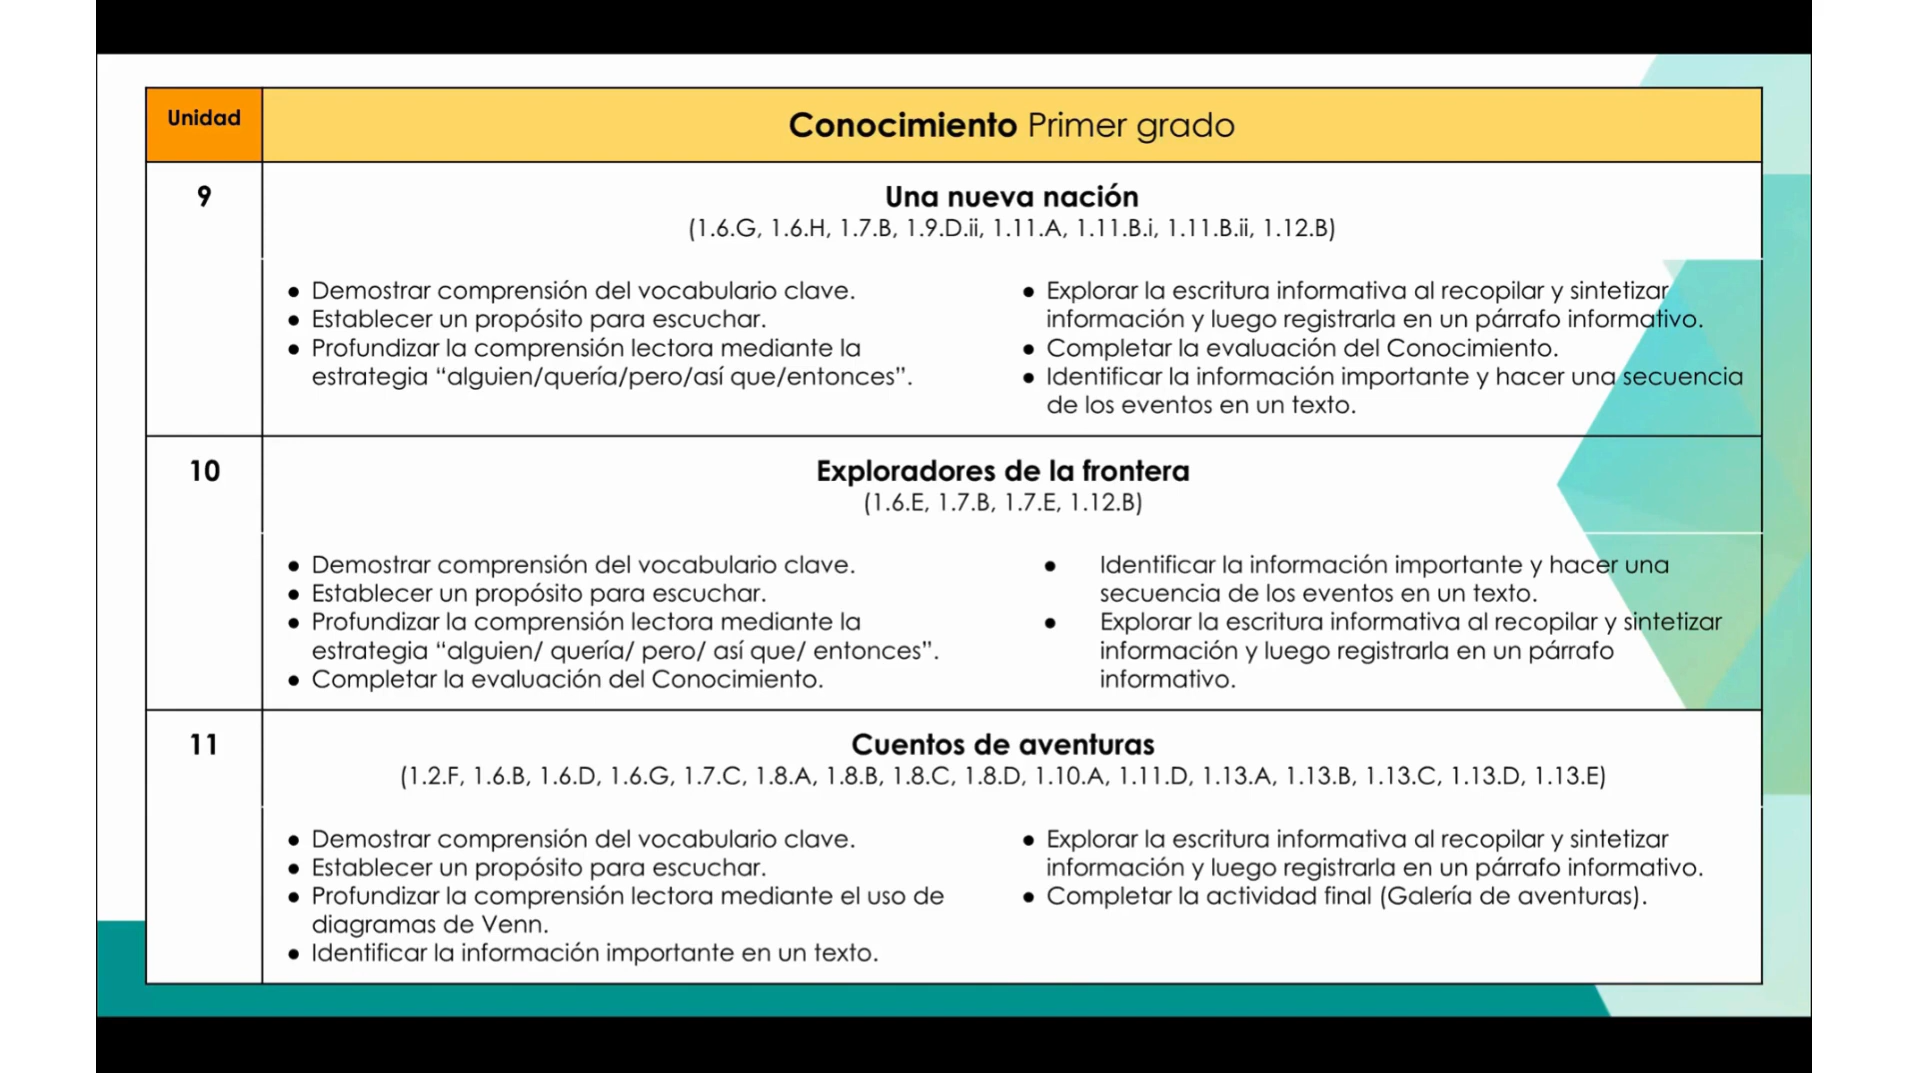 Unidad
Conocimiento Primer grado
9
Una nueva nación
(1.6.G, 1.6.H, 1.7.B, 1.9.D.ii, 1.11.A, 1.11.B.i, 1.11.B.ii, 1.12.B)
● Demostrar comprensión del vocabulario clave.
● Establecer un propósito para escuchar.
● Profundizar la comprensión lectora mediante la
estrategia “alguien/quería/pero/así que/entonces”.
● Explorar la escritura informativa al recopilar y sintetizar
información y luego registrarla en un párrafo informativo.
● Completar la evaluación del Conocimiento.
● Identificar la información importante y hacer una secuencia
de los eventos en un texto.
10
Exploradores de la frontera
(1.6.E, 1.7.B, 1.7.E, 1.12.B)
● Demostrar comprensión del vocabulario clave.
● Establecer un propósito para escuchar.
● Profundizar la comprensión lectora mediante la
estrategia “alguien/ quería/ pero/ así que/ entonces”.
● Completar la evaluación del Conocimiento.
● Identificar la información importante y hacer una
secuencia de los eventos en un texto.
● Explorar la escritura informativa al recopilar y sintetizar
información y luego registrarla en un párrafo
informativo.
11
Cuentos de aventuras
(1.2.F, 1.6.B, 1.6.D, 1.6.G, 1.7.C, 1.8.A, 1.8.B, 1.8.C, 1.8.D, 1.10.A, 1.11.D, 1.13.A, 1.13.B, 1.13.C, 1.13.D, 1.13.E)
● Demostrar comprensión del vocabulario clave.
● Establecer un propósito para escuchar.
● Profundizar la comprensión lectora mediante el uso de
diagramas de Venn.
● Identificar la información importante en un texto.
● Explorar la escritura informativa al recopilar y sintetizar
información y luego registrarla en un párrafo informativo.
● Completar la actividad final (Galería de aventuras).